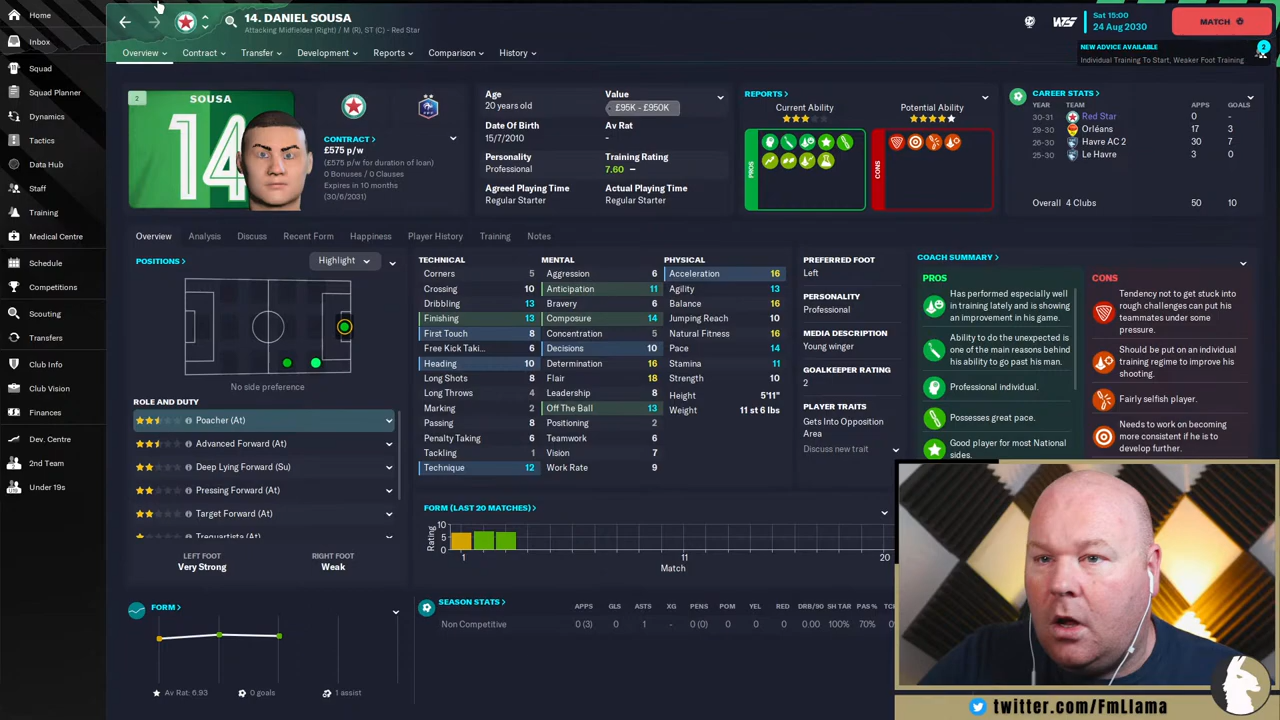 Home
Inbox
Squad
Squad Planner
Dynamics
Tactics
Data Hub
Staff
Training
Medical Centre
Schedule
Competitions
Scouting
Transfers
Club Info
Club Vision
Finances
Dev. Centre
2nd Team
Under 19s
14. DANIEL SOUSA
Attacking Midfielder (Right) / M (R), ST (C) - Red Star
Sat 15:00
24 Aug 2030
MATCH
NEW ADVICE AVAILABLE
Individual Training To Start, Weaker Foot Training
2
Overview Contract Transfer Development Reports Comparison History
2
SOUSA
14
CONTRACT
£575 p/w
(£575 p/w for duration of loan)
0 Bonuses / 0 Clauses
Expires in 10 months
(30/6/2031)
Age
20 years old
Date Of Birth
15/7/2010
Personality
Professional
Agreed Playing Time
Regular Starter
Value
£95K - £950K
Av Rat
-
Training Rating
7.60 –
Actual Playing Time
Regular Starter
REPORTS
Current Ability
Potential Ability
PROS
CONS
CAREER STATS
YEAR TEAM APPS GOALS
30-31 Red Star 0 -
29-30 Orléans 17 3
26-30 Havre AC 2 30 7
25-30 Le Havre 3 0
Overall 4 Clubs 50 10
Overview Analysis Discuss Recent Form Happiness Player History Training Notes
POSITIONS
Highlight
No side preference
ROLE AND DUTY
Poacher (At)
Advanced Forward (At)
Deep Lying Forward (Su)
Pressing Forward (At)
Target Forward (At)
Trequartista (At)
LEFT FOOT
Very Strong
RIGHT FOOT
Weak
TECHNICAL
Corners 5
Crossing 10
Dribbling 13
Finishing 13
First Touch 8
Free Kick Taki... 6
Heading 10
Long Shots 8
Long Throws 4
Marking 2
Passing 8
Penalty Taking 6
Tackling 1
Technique 12
MENTAL
Aggression 6
Anticipation 11
Bravery 6
Composure 14
Concentration 5
Decisions 10
Determination 16
Flair 18
Leadership 8
Off The Ball 13
Positioning 2
Teamwork 6
Vision 7
Work Rate 9
PHYSICAL
Acceleration 16
Agility 13
Balance 16
Jumping Reach 10
Natural Fitness 16
Pace 14
Stamina 11
Strength 10
Height 5'11"
Weight 11 st 6 lbs
PREFERRED FOOT
Left
PERSONALITY
Professional
MEDIA DESCRIPTION
Young winger
GOALKEEPER RATING
2
PLAYER TRAITS
Gets Into Opposition
Area
Discuss new trait
COACH SUMMARY
PROS
Has performed especially well
in training lately and is showing
an improvement in his game.
Ability to do the unexpected is
one of the main reasons behind
his ability to go past his man.
Professional individual.
Possesses great pace.
Good player for most National
sides.
CONS
Tendency not to get stuck into
rough challenges can put his
teammates under some
pressure.
Should be put on an individual
training regime to improve his
scoring.
Fairly selfish player.
Needs to work on becoming
more consistent if he is to
develop further.
FORM (LAST 20 MATCHES)
Rating
10
5
0
1 11 20
Match
FORM
Av Rat: 6.93 0 goals 1 assist
SEASON STATS
APPS GLS ASTS XG PENS POM YEL RED DRB/90 SH TAR PAS%
Non Competitive 0 (3) 0 1 - 0 0 0 0 0.00 100% 70%
twitter.com/FmLlama